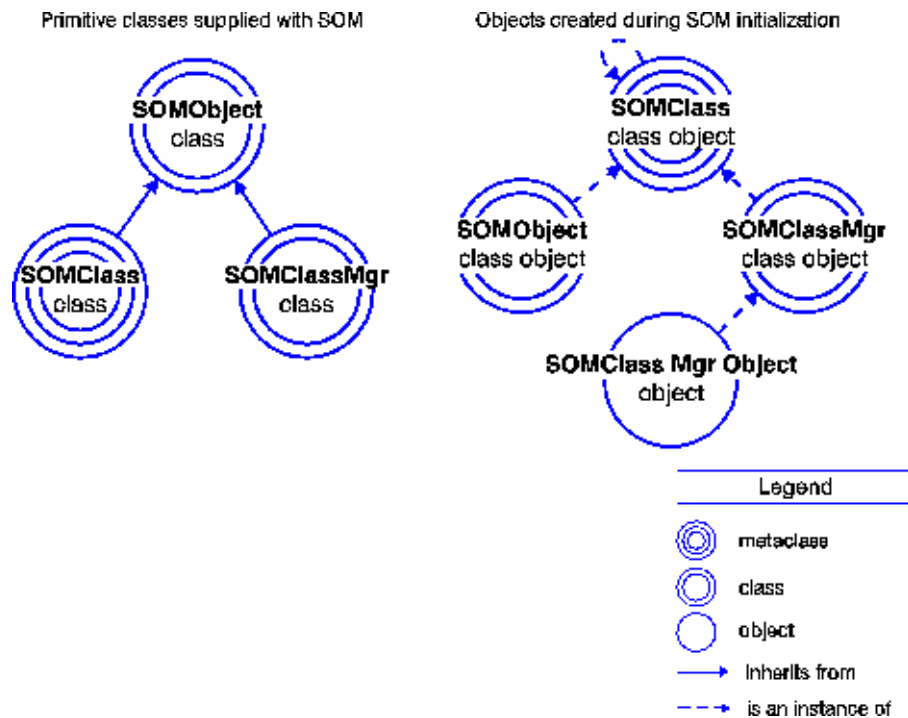 Primitive classes supplied with SOM
SOMObject
class
SOMClass
class
SOMClassMgr
class
Objects created during SOM initialization
SOMClass
class object
SOMObject
class object
SOMClassMgr
class object
SOMClass Mgr Object
object
Legend
metaclass
class
object
Inherits from
is an instance of